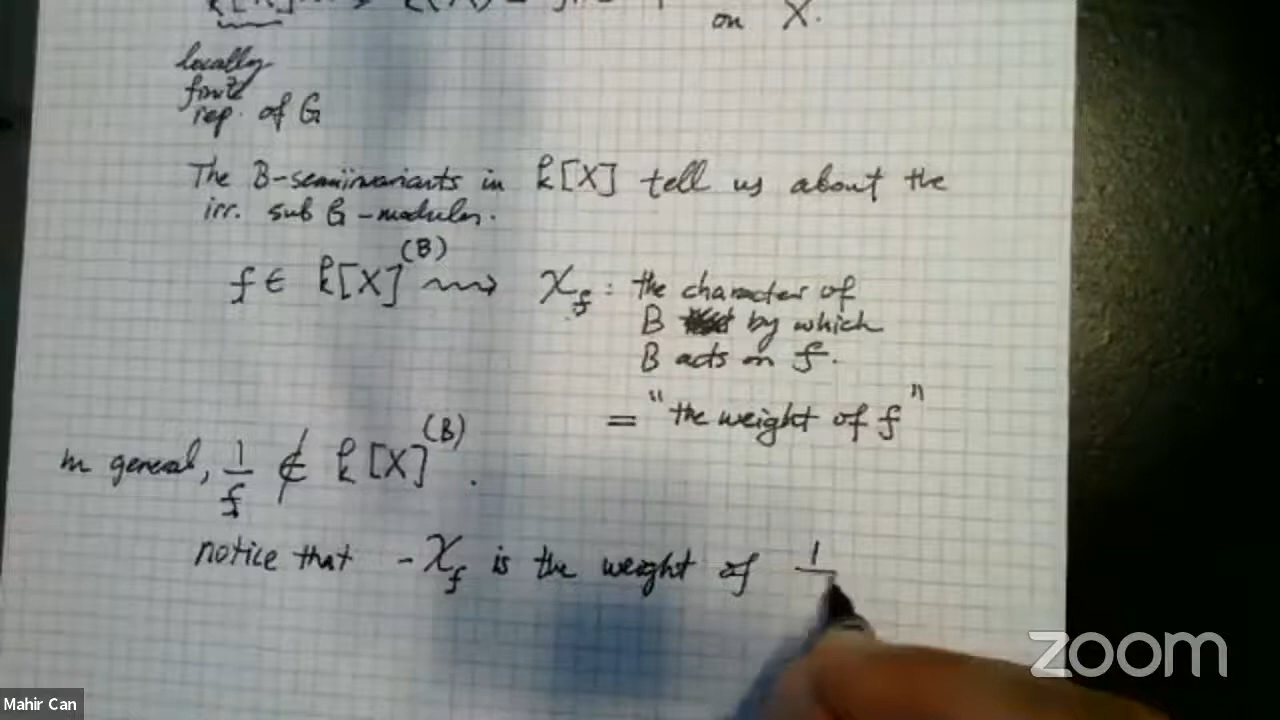 k[X]
on X.
locally
finite
rep. of G
The B-semiinvariants in k[X] tell us about the
irr. sub G-modules.
f ∈ k[X]^(B) ⇝ χ_f : the character of
B by which
B acts on f.
= "the weight of f"
in general, 1/f ∉ k[X]^(B).
notice that -χ_f is the weight of 1
zoom
Mahir Can